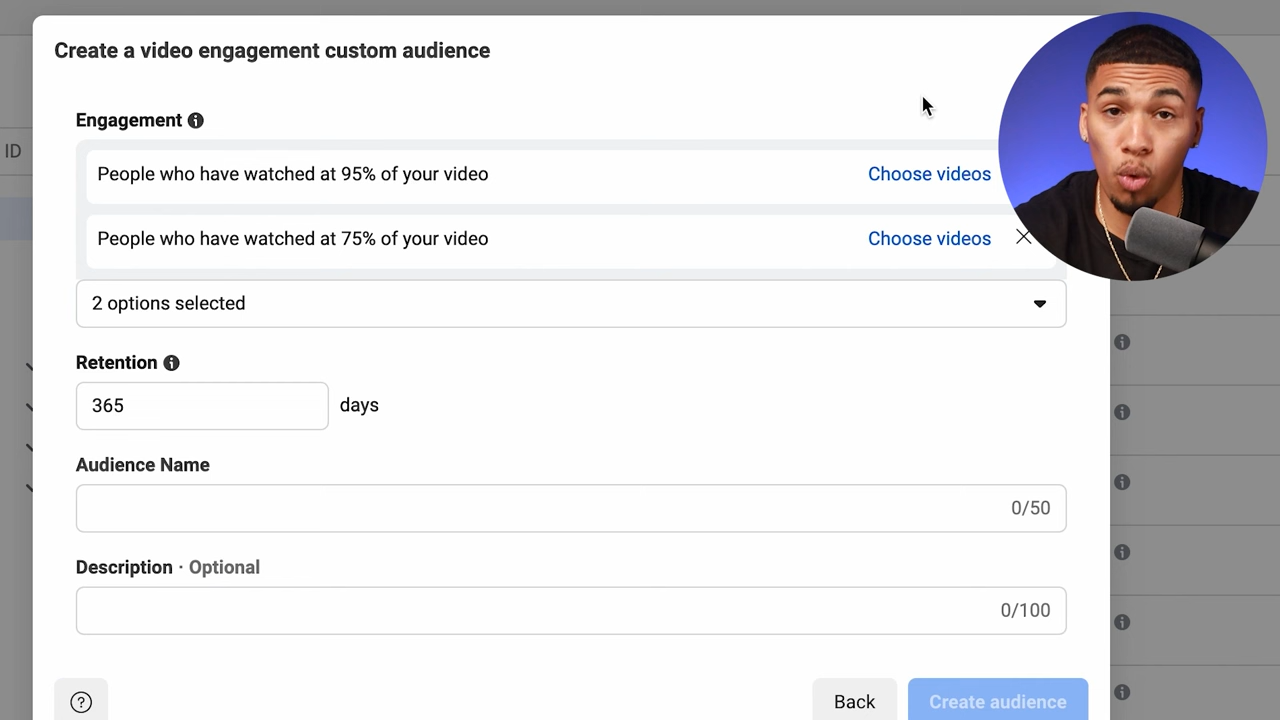 Create a video engagement custom audience
Engagement
ID
People who have watched at 95% of your video Choose videos
People who have watched at 75% of your video Choose videos
2 options selected
Retention
365 days
Audience Name
0/50
Description · Optional
0/100
Back Create audience